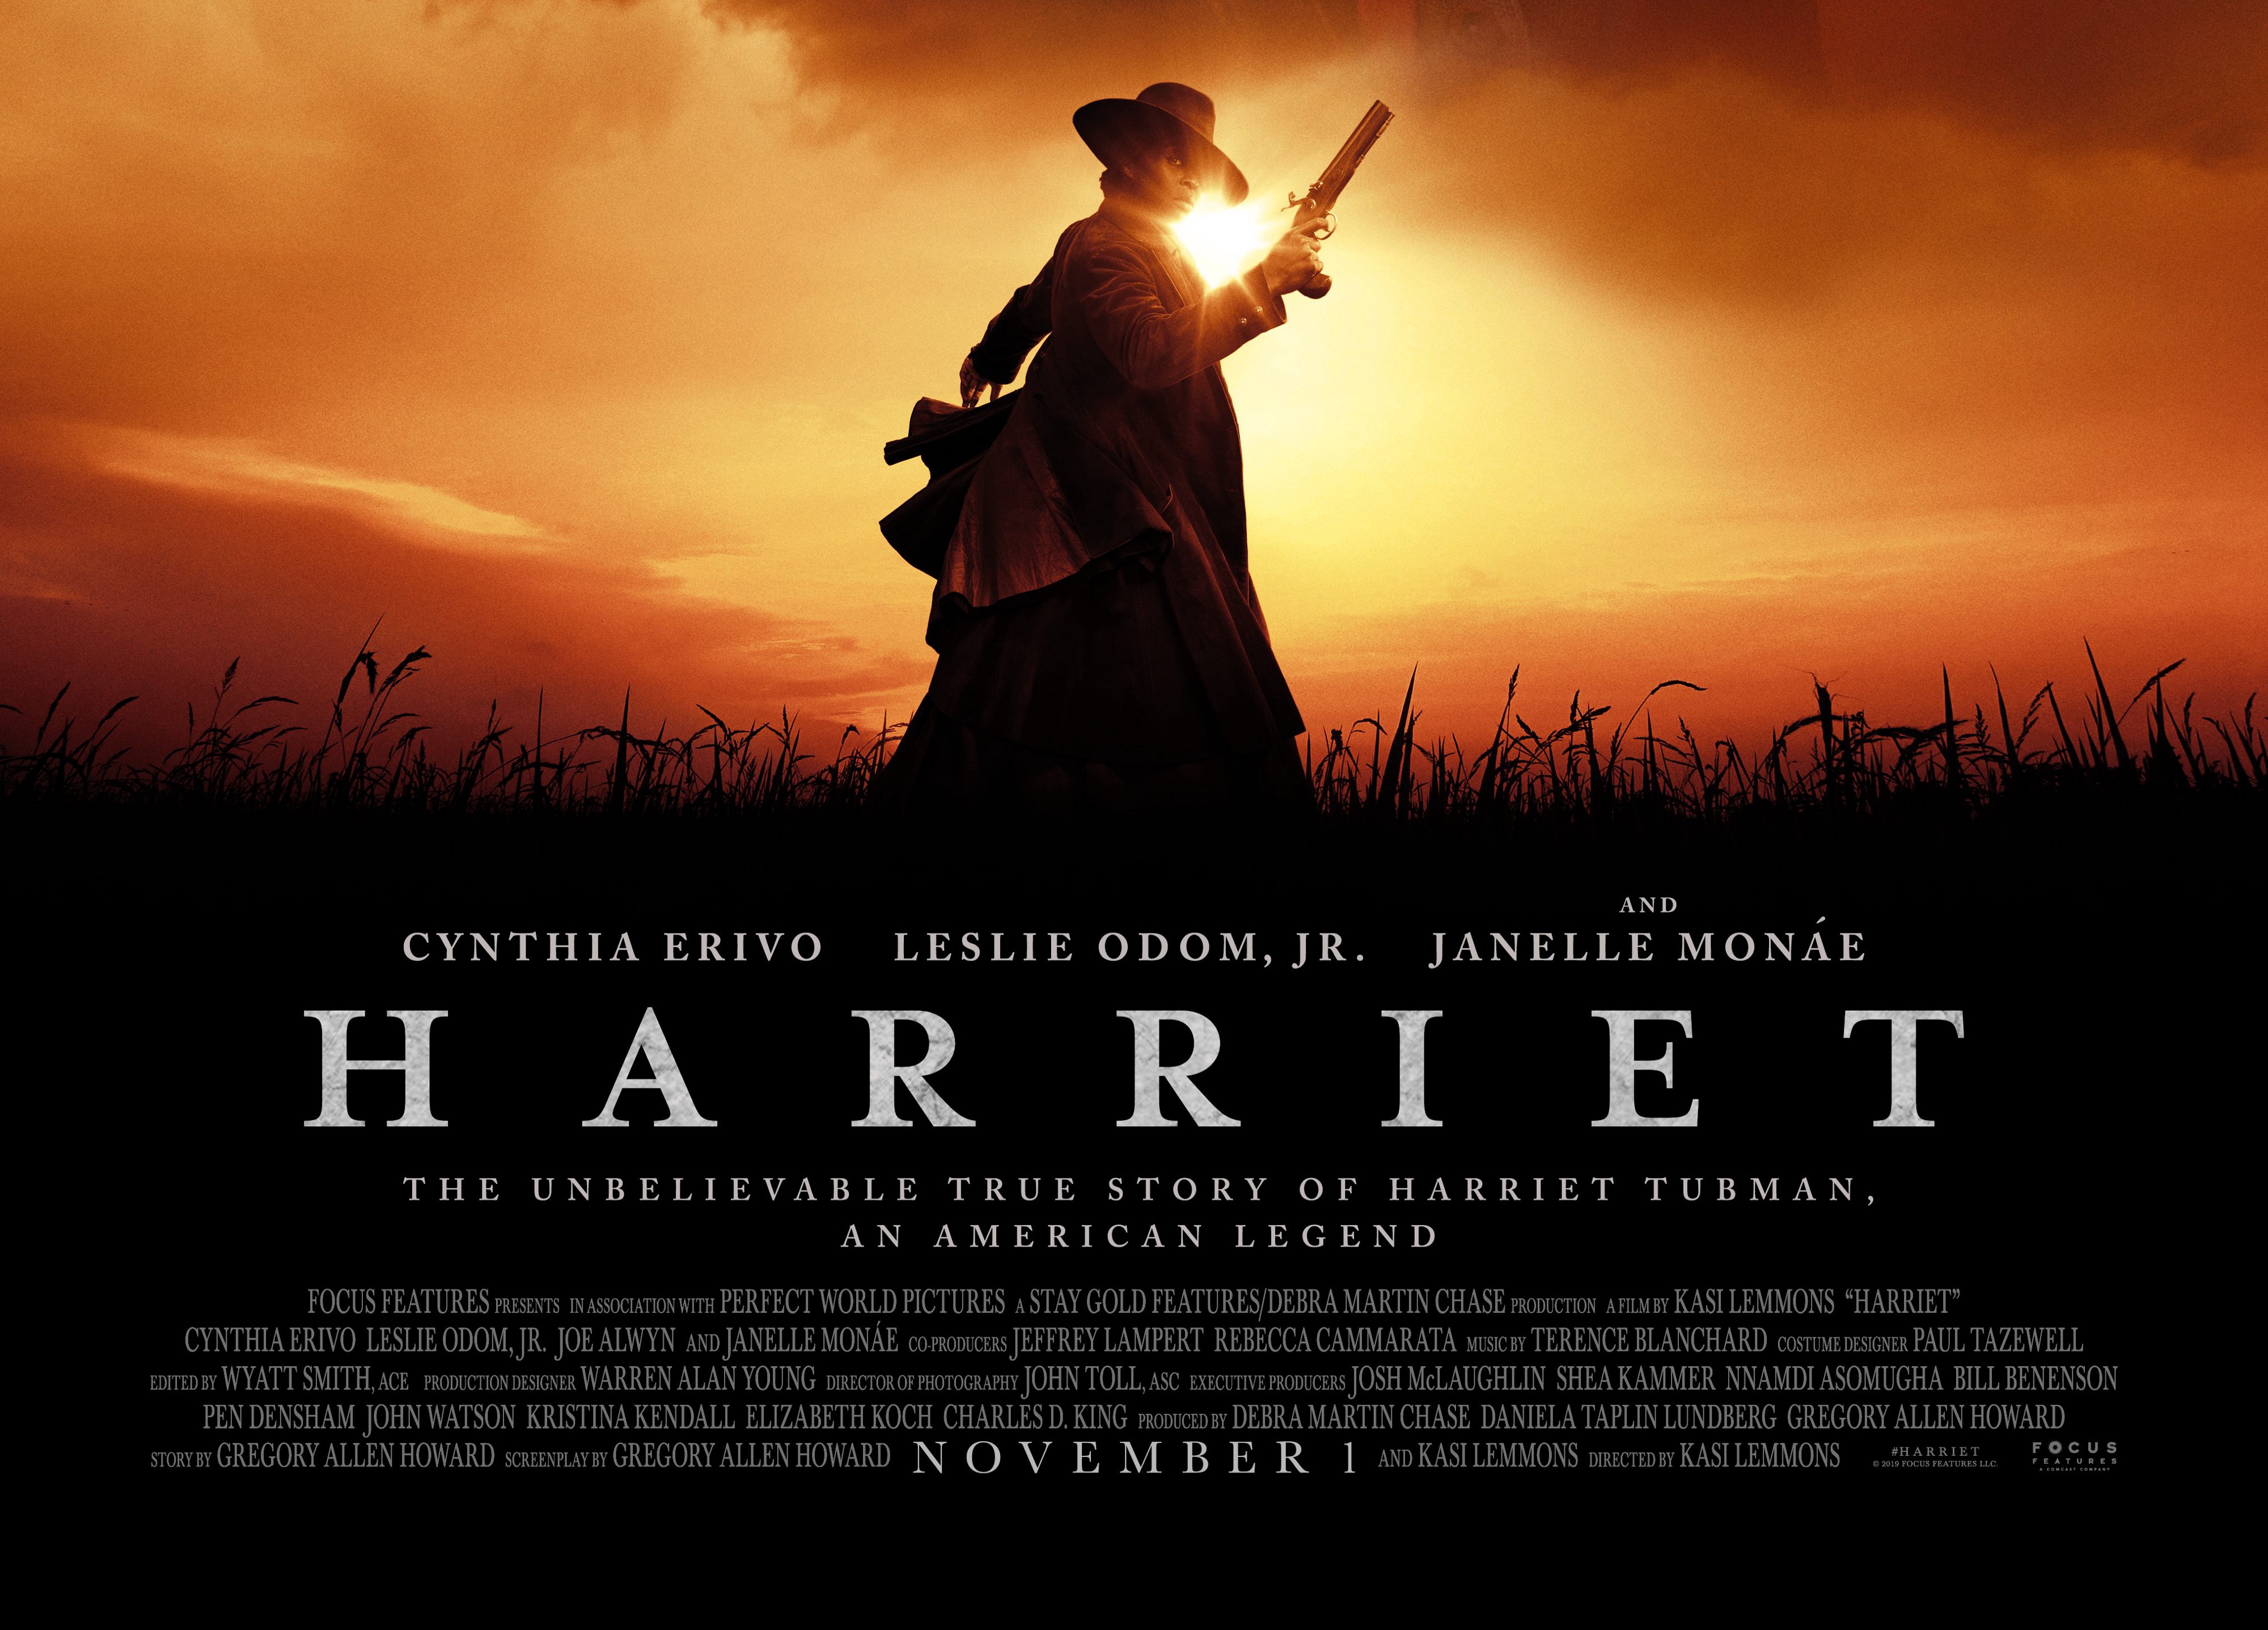 AND
CYNTHIA ERIVO LESLIE ODOM, JR. JANELLE MONÁE
HARRIET
THE UNBELIEVABLE TRUE STORY OF HARRIET TUBMAN,
AN AMERICAN LEGEND
FOCUS FEATURES PRESENTS IN ASSOCIATION WITH PERFECT WORLD PICTURES A STAY GOLD FEATURES/DEBRA MARTIN CHASE PRODUCTION A FILM BY KASI LEMMONS “HARRIET”
CYNTHIA ERIVO LESLIE ODOM, JR. JOE ALWYN AND JANELLE MONÁE CO-PRODUCERS JEFFREY LAMPERT REBECCA CAMMARATA MUSIC BY TERENCE BLANCHARD COSTUME DESIGNER PAUL TAZEWELL
EDITED BY WYATT SMITH, ACE PRODUCTION DESIGNER WARREN ALAN YOUNG DIRECTOR OF PHOTOGRAPHY JOHN TOLL, ASC EXECUTIVE PRODUCERS JOSH McLAUGHLIN SHEA KAMMER NNAMDI ASOMUGHA BILL BENENSON
PEN DENSHAM JOHN WATSON KRISTINA KENDALL ELIZABETH KOCH CHARLES D. KING PRODUCED BY DEBRA MARTIN CHASE DANIELA TAPLIN LUNDBERG GREGORY ALLEN HOWARD
STORY BY GREGORY ALLEN HOWARD SCREENPLAY BY GREGORY ALLEN HOWARD NOVEMBER 1 AND KASI LEMMONS DIRECTED BY KASI LEMMONS
#HARRIET
© 2019 FOCUS FEATURES LLC.
FOCUS
FEATURES
A COMCAST COMPANY